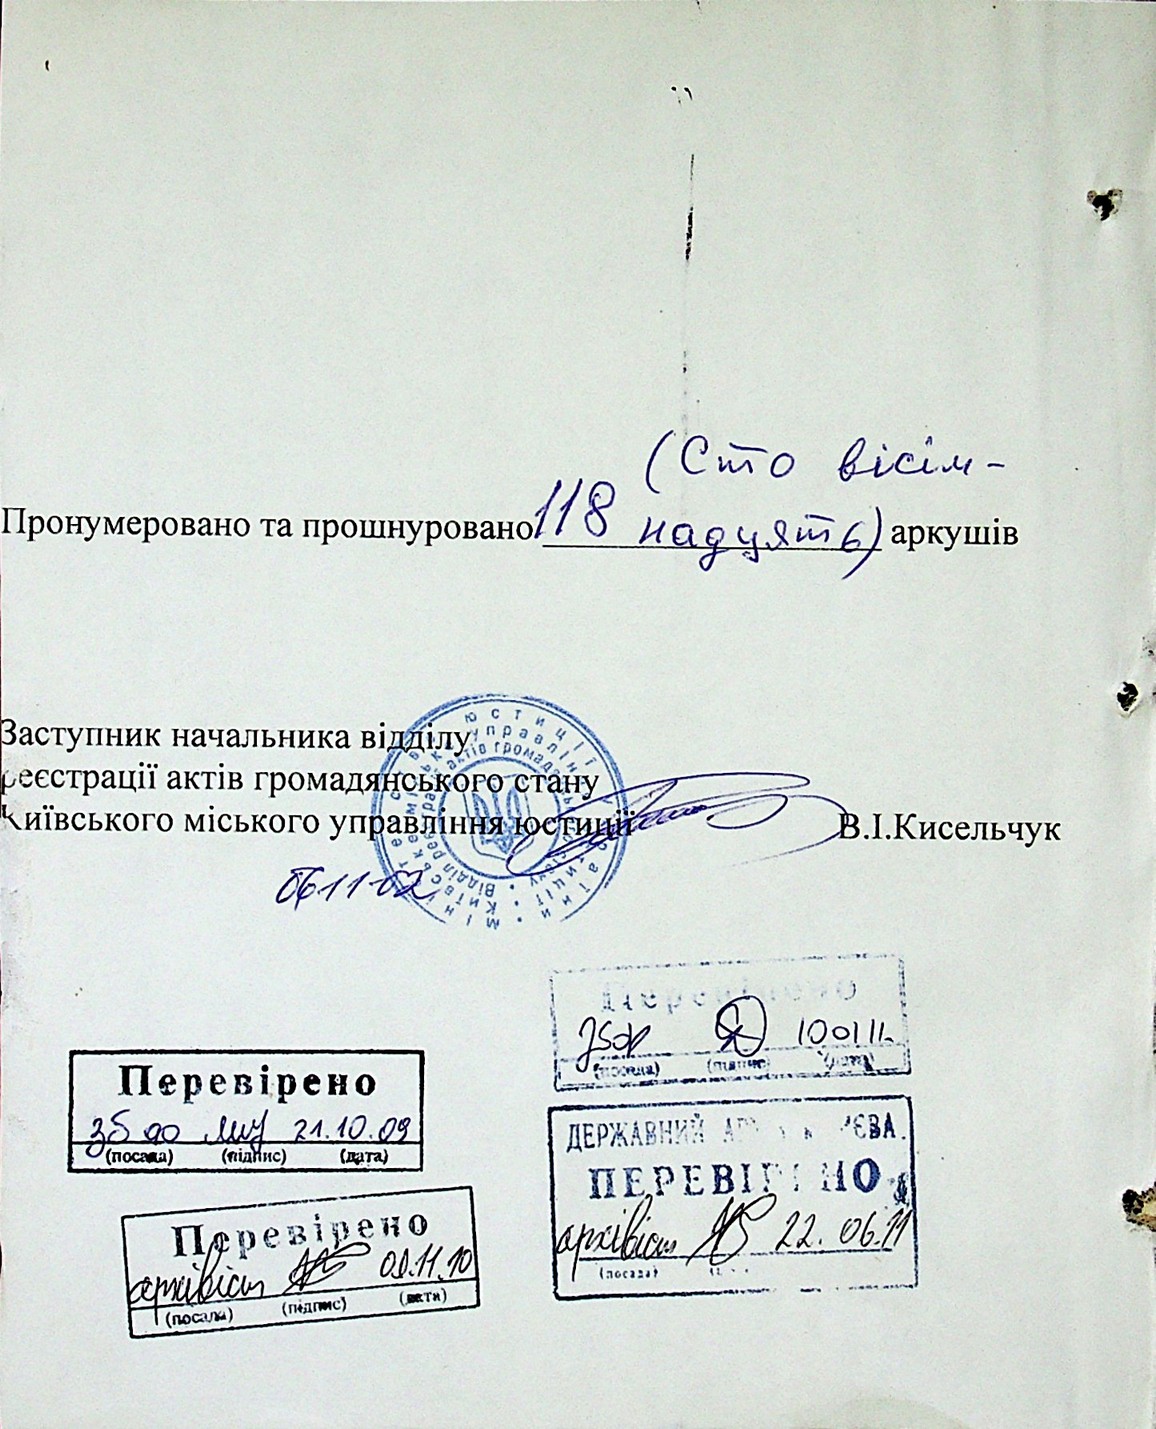 (Сто вісім-
Пронумеровано та прошнуровано 118 надцять) аркушів
Заступник начальника відділу
реєстрації актів громадянського стану
Київського міського управління юстиції В.І.Кисельчук
06.11.02
Перевірено
10 01 11
(посада) (підпис) (дата)
Перевірено
21.10.09
(посада) (підпис) (дата)
ДЕРЖАВНИЙ
ПЕРЕВІРЕНО
архівіст 22.06.11
(посада)
Перевірено
архівіст 09.11.10
(посада) (підпис) (дата)